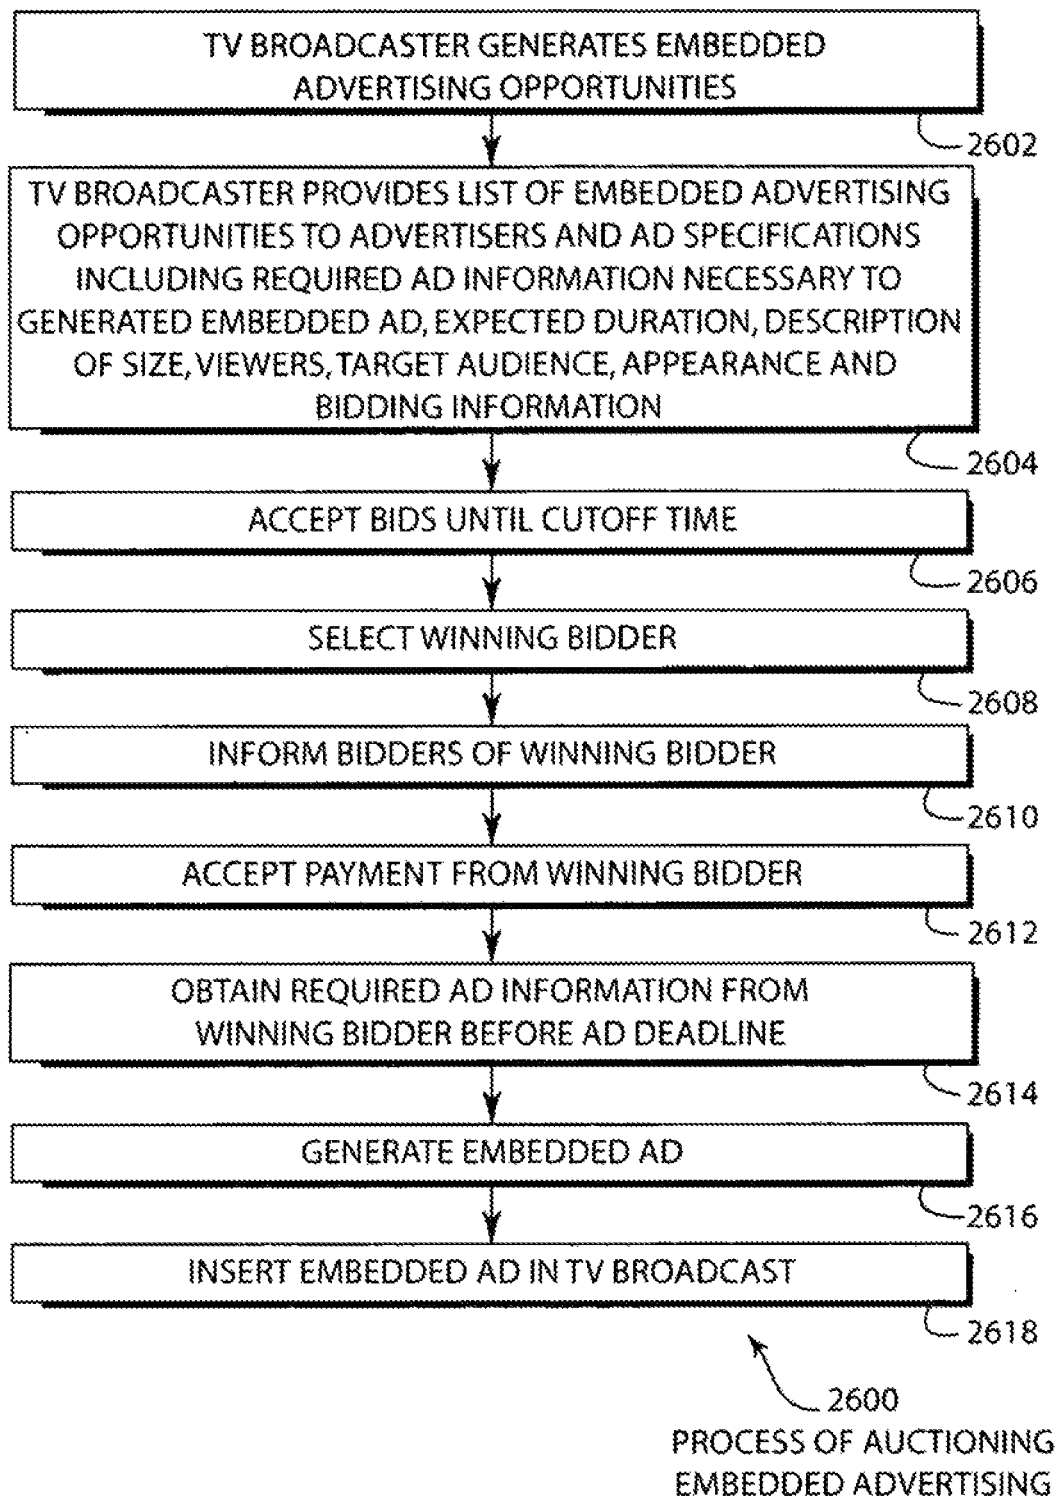 TV BROADCASTER GENERATES EMBEDDED
ADVERTISING OPPORTUNITIES
2602
TV BROADCASTER PROVIDES LIST OF EMBEDDED ADVERTISING
OPPORTUNITIES TO ADVERTISERS AND AD SPECIFICATIONS
INCLUDING REQUIRED AD INFORMATION NECESSARY TO
GENERATED EMBEDDED AD, EXPECTED DURATION, DESCRIPTION
OF SIZE, VIEWERS, TARGET AUDIENCE, APPEARANCE AND
BIDDING INFORMATION
2604
ACCEPT BIDS UNTIL CUTOFF TIME
2606
SELECT WINNING BIDDER
2608
INFORM BIDDERS OF WINNING BIDDER
2610
ACCEPT PAYMENT FROM WINNING BIDDER
2612
OBTAIN REQUIRED AD INFORMATION FROM
WINNING BIDDER BEFORE AD DEADLINE
2614
GENERATE EMBEDDED AD
2616
INSERT EMBEDDED AD IN TV BROADCAST
2618
2600
PROCESS OF AUCTIONING
EMBEDDED ADVERTISING